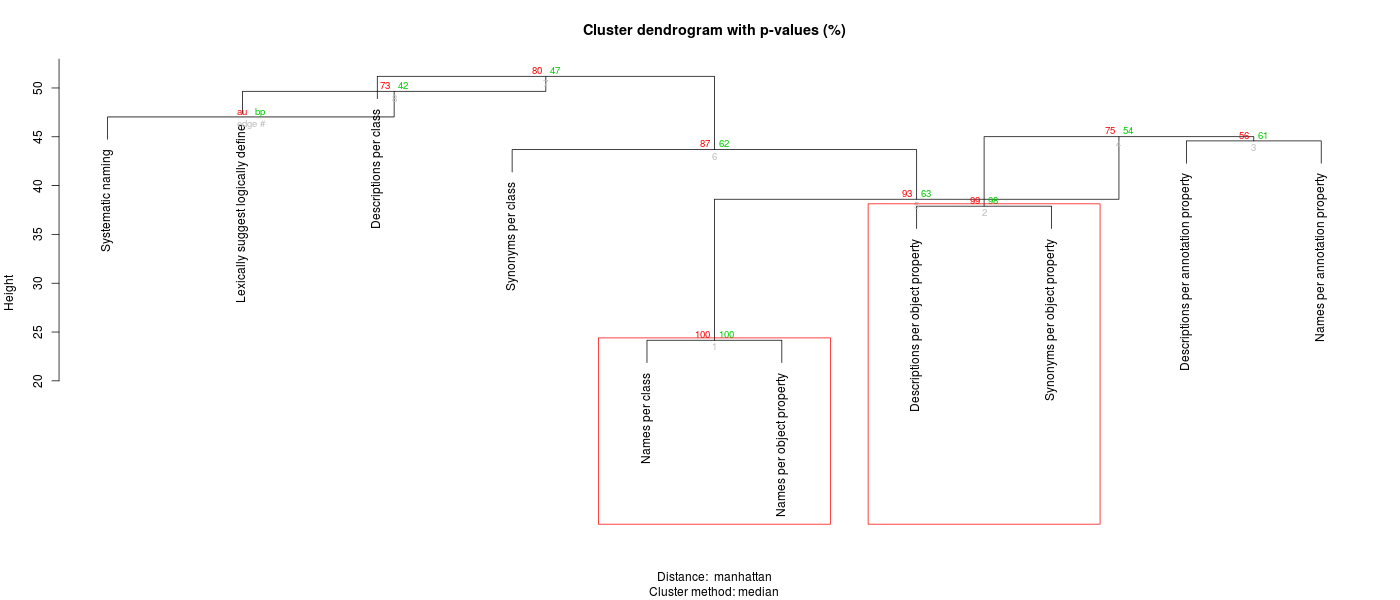 Cluster dendrogram with p-values (%)
80 47
73 42
50
au bp
edge #
45
75 54
56 61
3
87 62
6
40
93 63
99 98
2
35
30
25
100 100
1
20
Height
Systematic naming
Lexically suggest logically define
Descriptions per class
Synonyms per class
Names per class
Names per object property
Descriptions per object property
Synonyms per object property
Descriptions per annotation property
Names per annotation property
Distance: manhattan
Cluster method: median